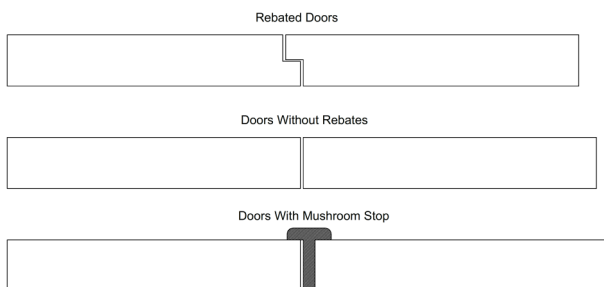 Rebated Doors
Doors Without Rebates
Doors With Mushroom Stop